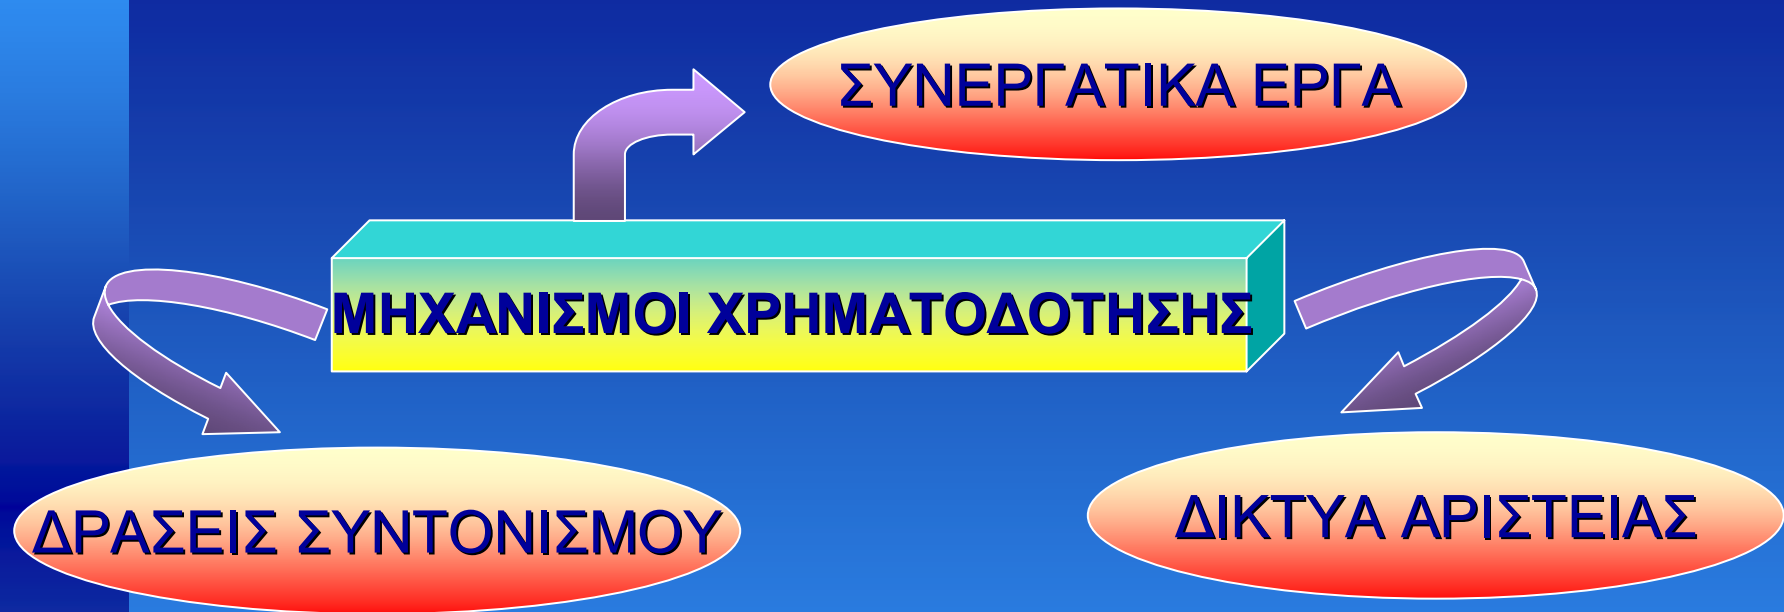 ΣΥΝΕΡΓΑΤΙΚΑ ΕΡΓΑ
ΜΗΧΑΝΙΣΜΟΙ ΧΡΗΜΑΤΟΔΟΤΗΣΗΣ
ΔΡΑΣΕΙΣ ΣΥΝΤΟΝΙΣΜΟΥ
ΔΙΚΤΥΑ ΑΡΙΣΤΕΙΑΣ